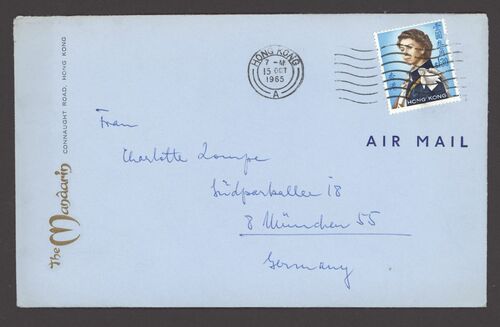 The Mandarin
CONNAUGHT ROAD, HONG KONG
HONG KONG
7 - M
15 OCT
1965
A
HONG KONG
AIR MAIL
Frau
Charlotte Lampe
Südparkallee 18
8 München 55
Germany